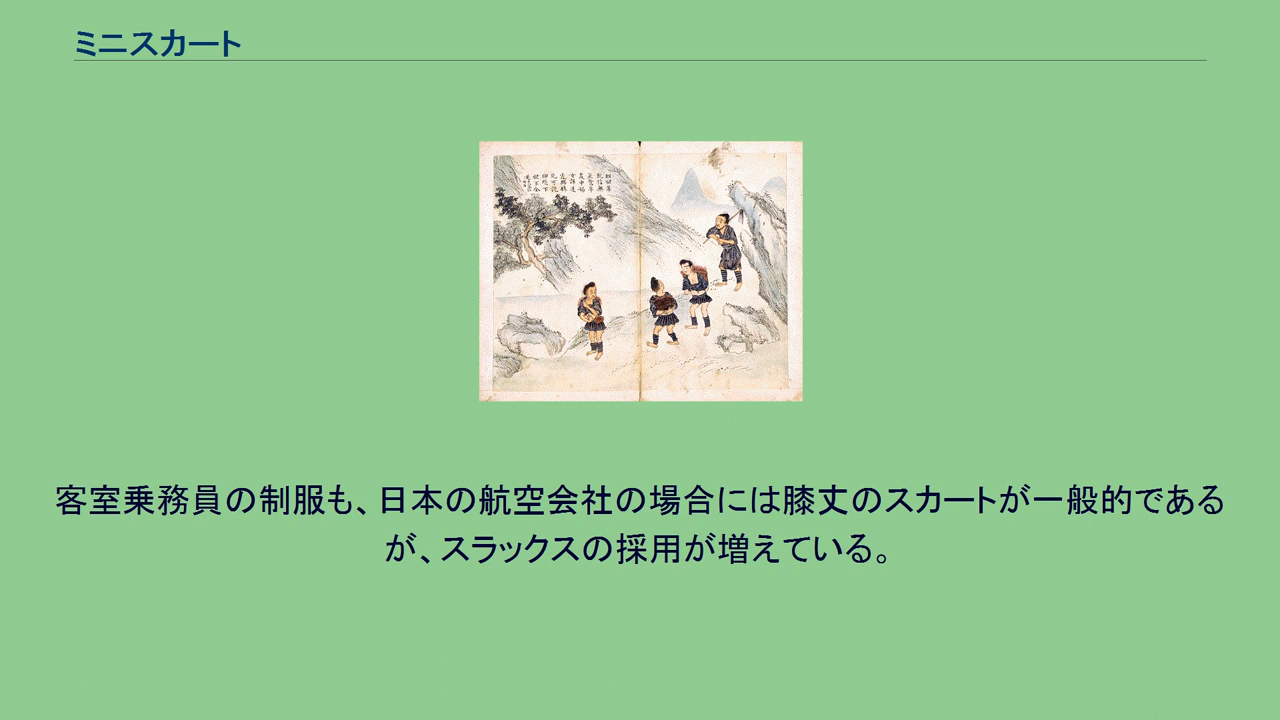 ミニスカート
客室乗務員の制服も、日本の航空会社の場合には膝丈のスカートが一般的である
が、スラックスの採用が増えている。